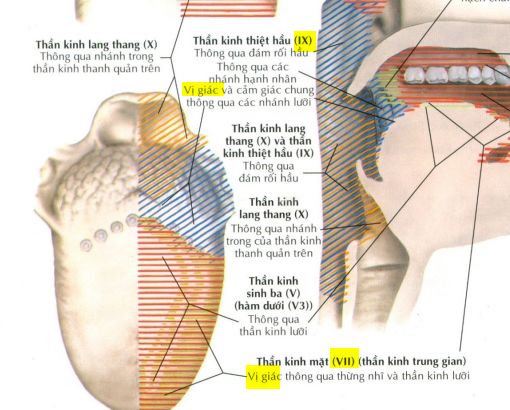 Thần kinh lang thang (X)
Thông qua nhánh trong
thần kinh thanh quản trên
Thần kinh thiệt hầu (IX)
Thông qua đám rối hầu
Thông qua các
nhánh hạnh nhân
Vị giác và cảm giác chung
thông qua các nhánh lưỡi
Thần kinh lang
thang (X) và thần
kinh thiệt hầu (IX)
Thông qua
đám rối hầu
Thần kinh
lang thang (X)
Thông qua nhánh
trong của thần kinh
thanh quản trên
Thần kinh
sinh ba (V)
(hàm dưới (V3))
Thông qua
thần kinh lưỡi
Thần kinh mặt (VII) (thần kinh trung gian)
Vị giác thông qua thừng nhĩ và thần kinh lưỡi